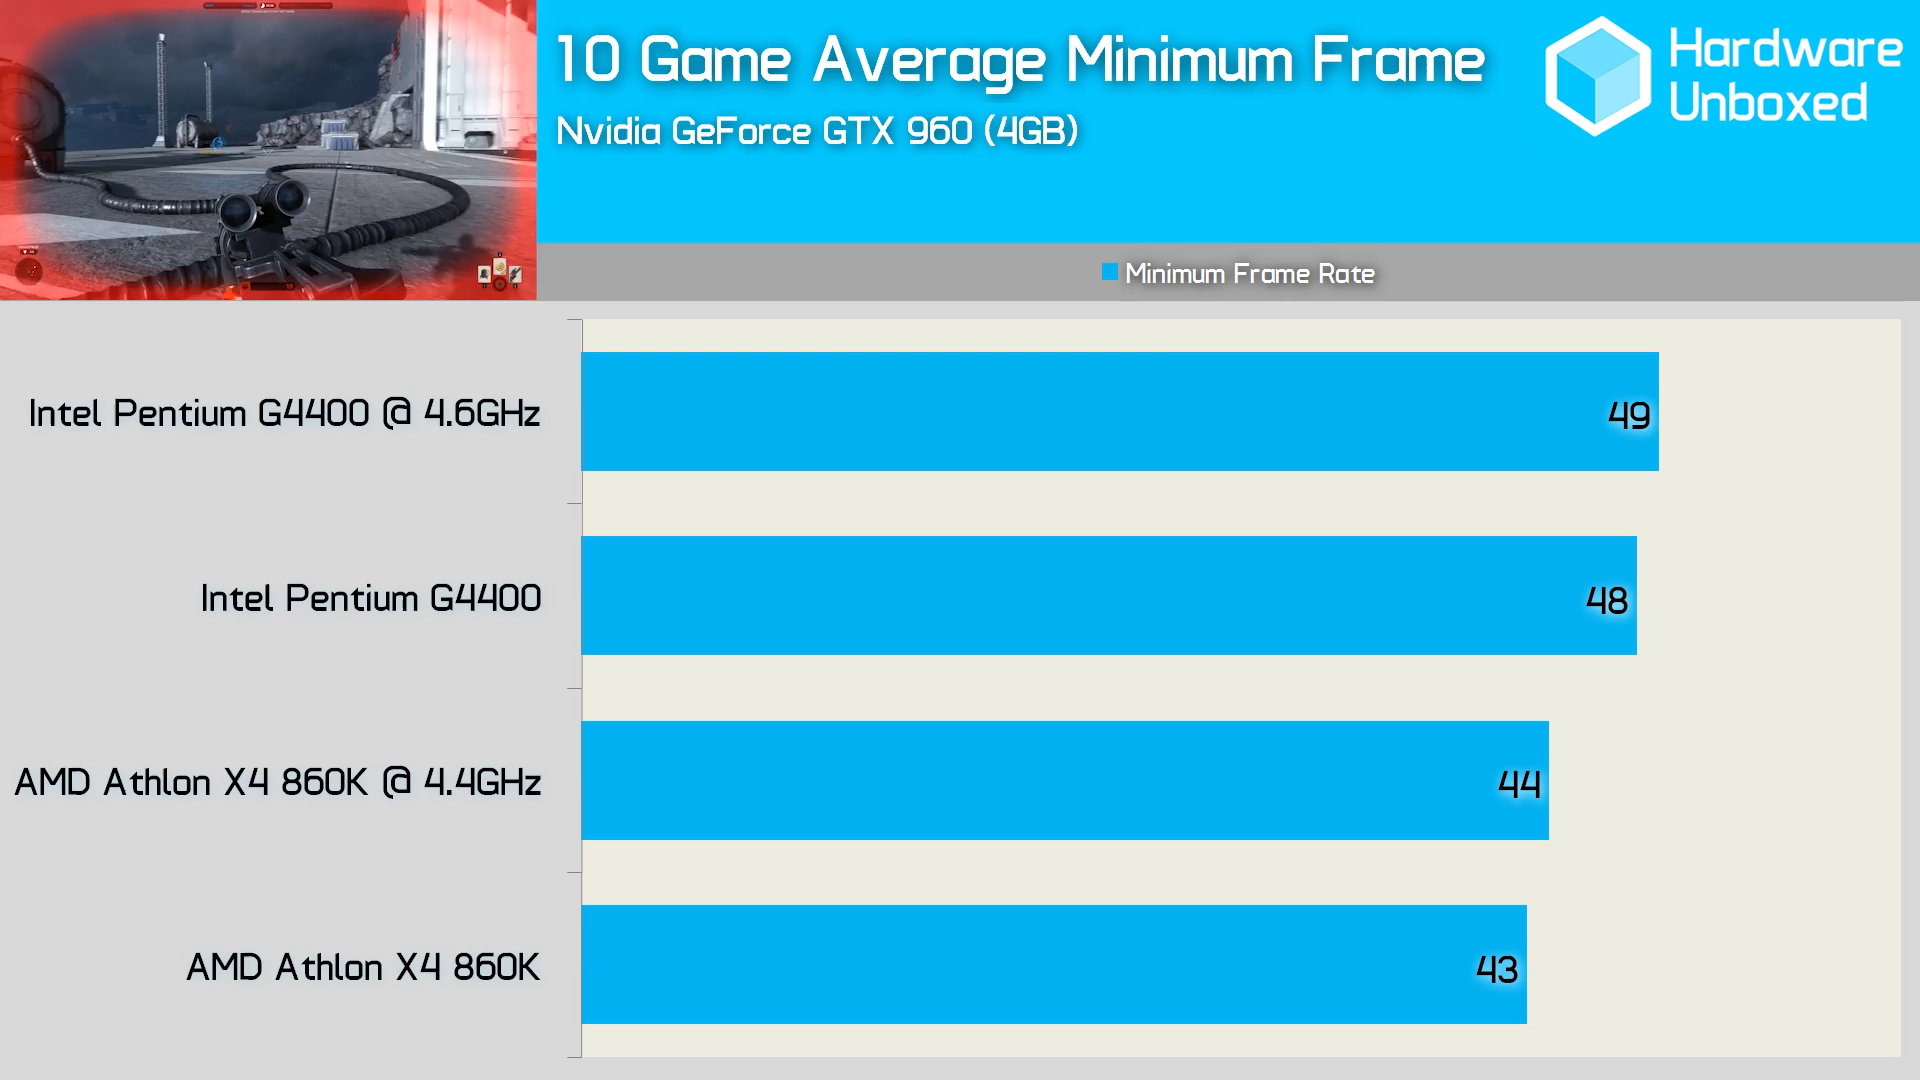 10 Game Average Minimum Frame
Nvidia GeForce GTX 960 (4GB)
Hardware
Unboxed
Minimum Frame Rate
Intel Pentium G4400 @ 4.6GHz
49
Intel Pentium G4400
48
AMD Athlon X4 860K @ 4.4GHz
44
AMD Athlon X4 860K
43